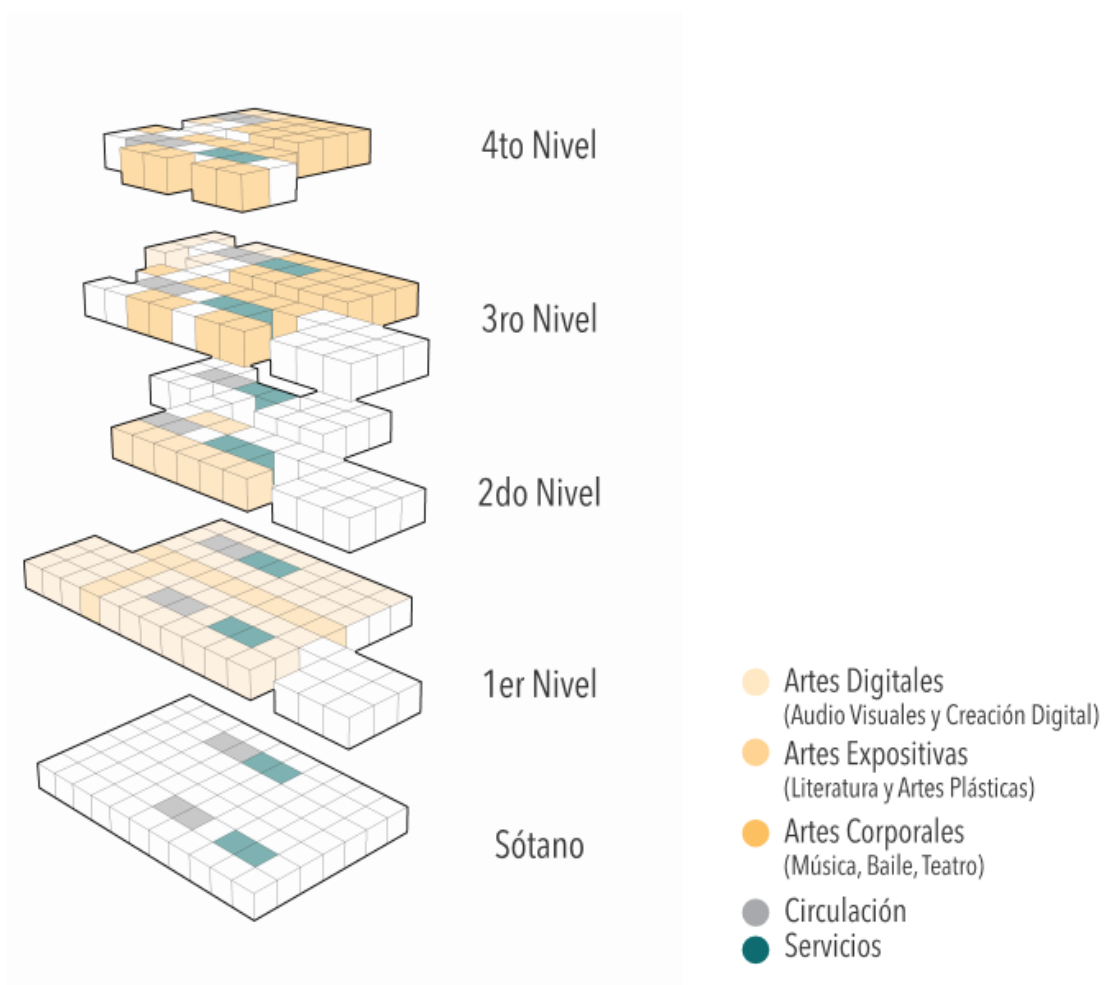 4to Nivel
3ro Nivel
2do Nivel
1er Nivel
Sótano
Artes Digitales
(Audio Visuales y Creación Digital)
Artes Expositivas
(Literatura y Artes Plásticas)
Artes Corporales
(Música, Baile, Teatro)
Circulación
Servicios